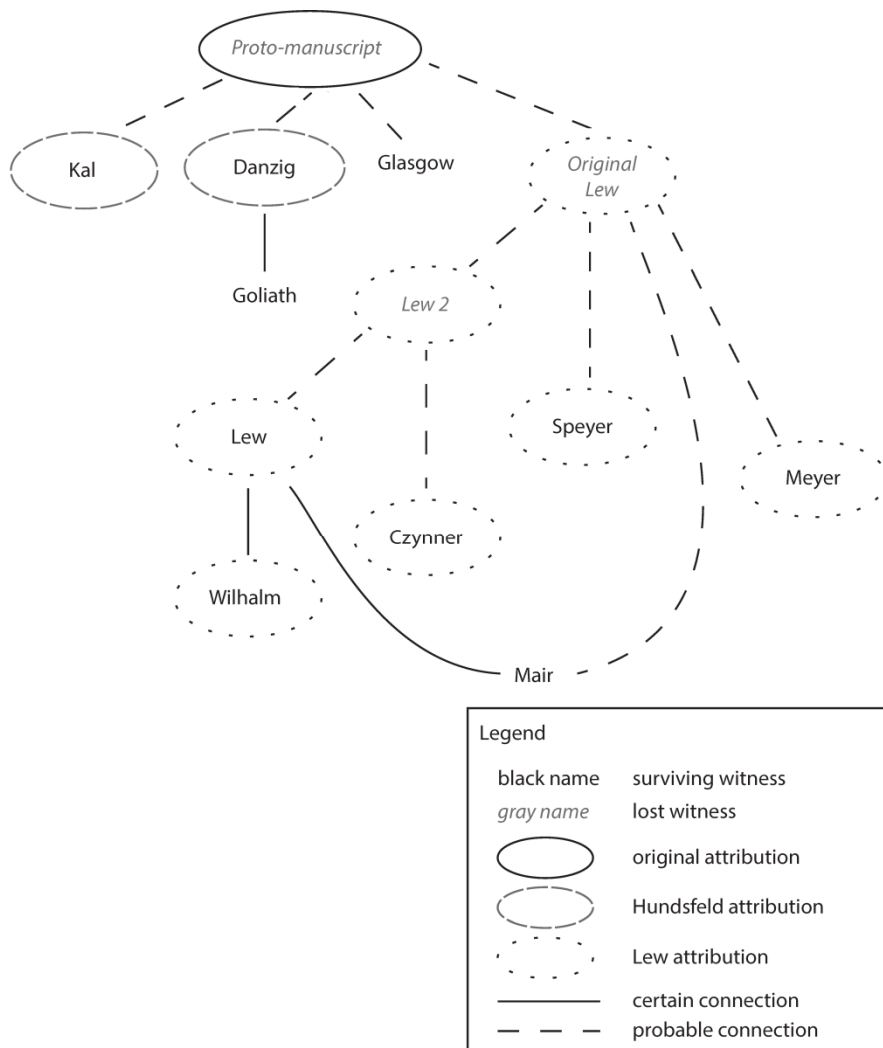 Proto-manuscript
Kal
Danzig
Glasgow
Original
Lew
Goliath
Lew 2
Lew
Speyer
Meyer
Czynner
Wilhalm
Mair
Legend
black name surviving witness
gray name lost witness
original attribution
Hundsfeld attribution
Lew attribution
certain connection
probable connection